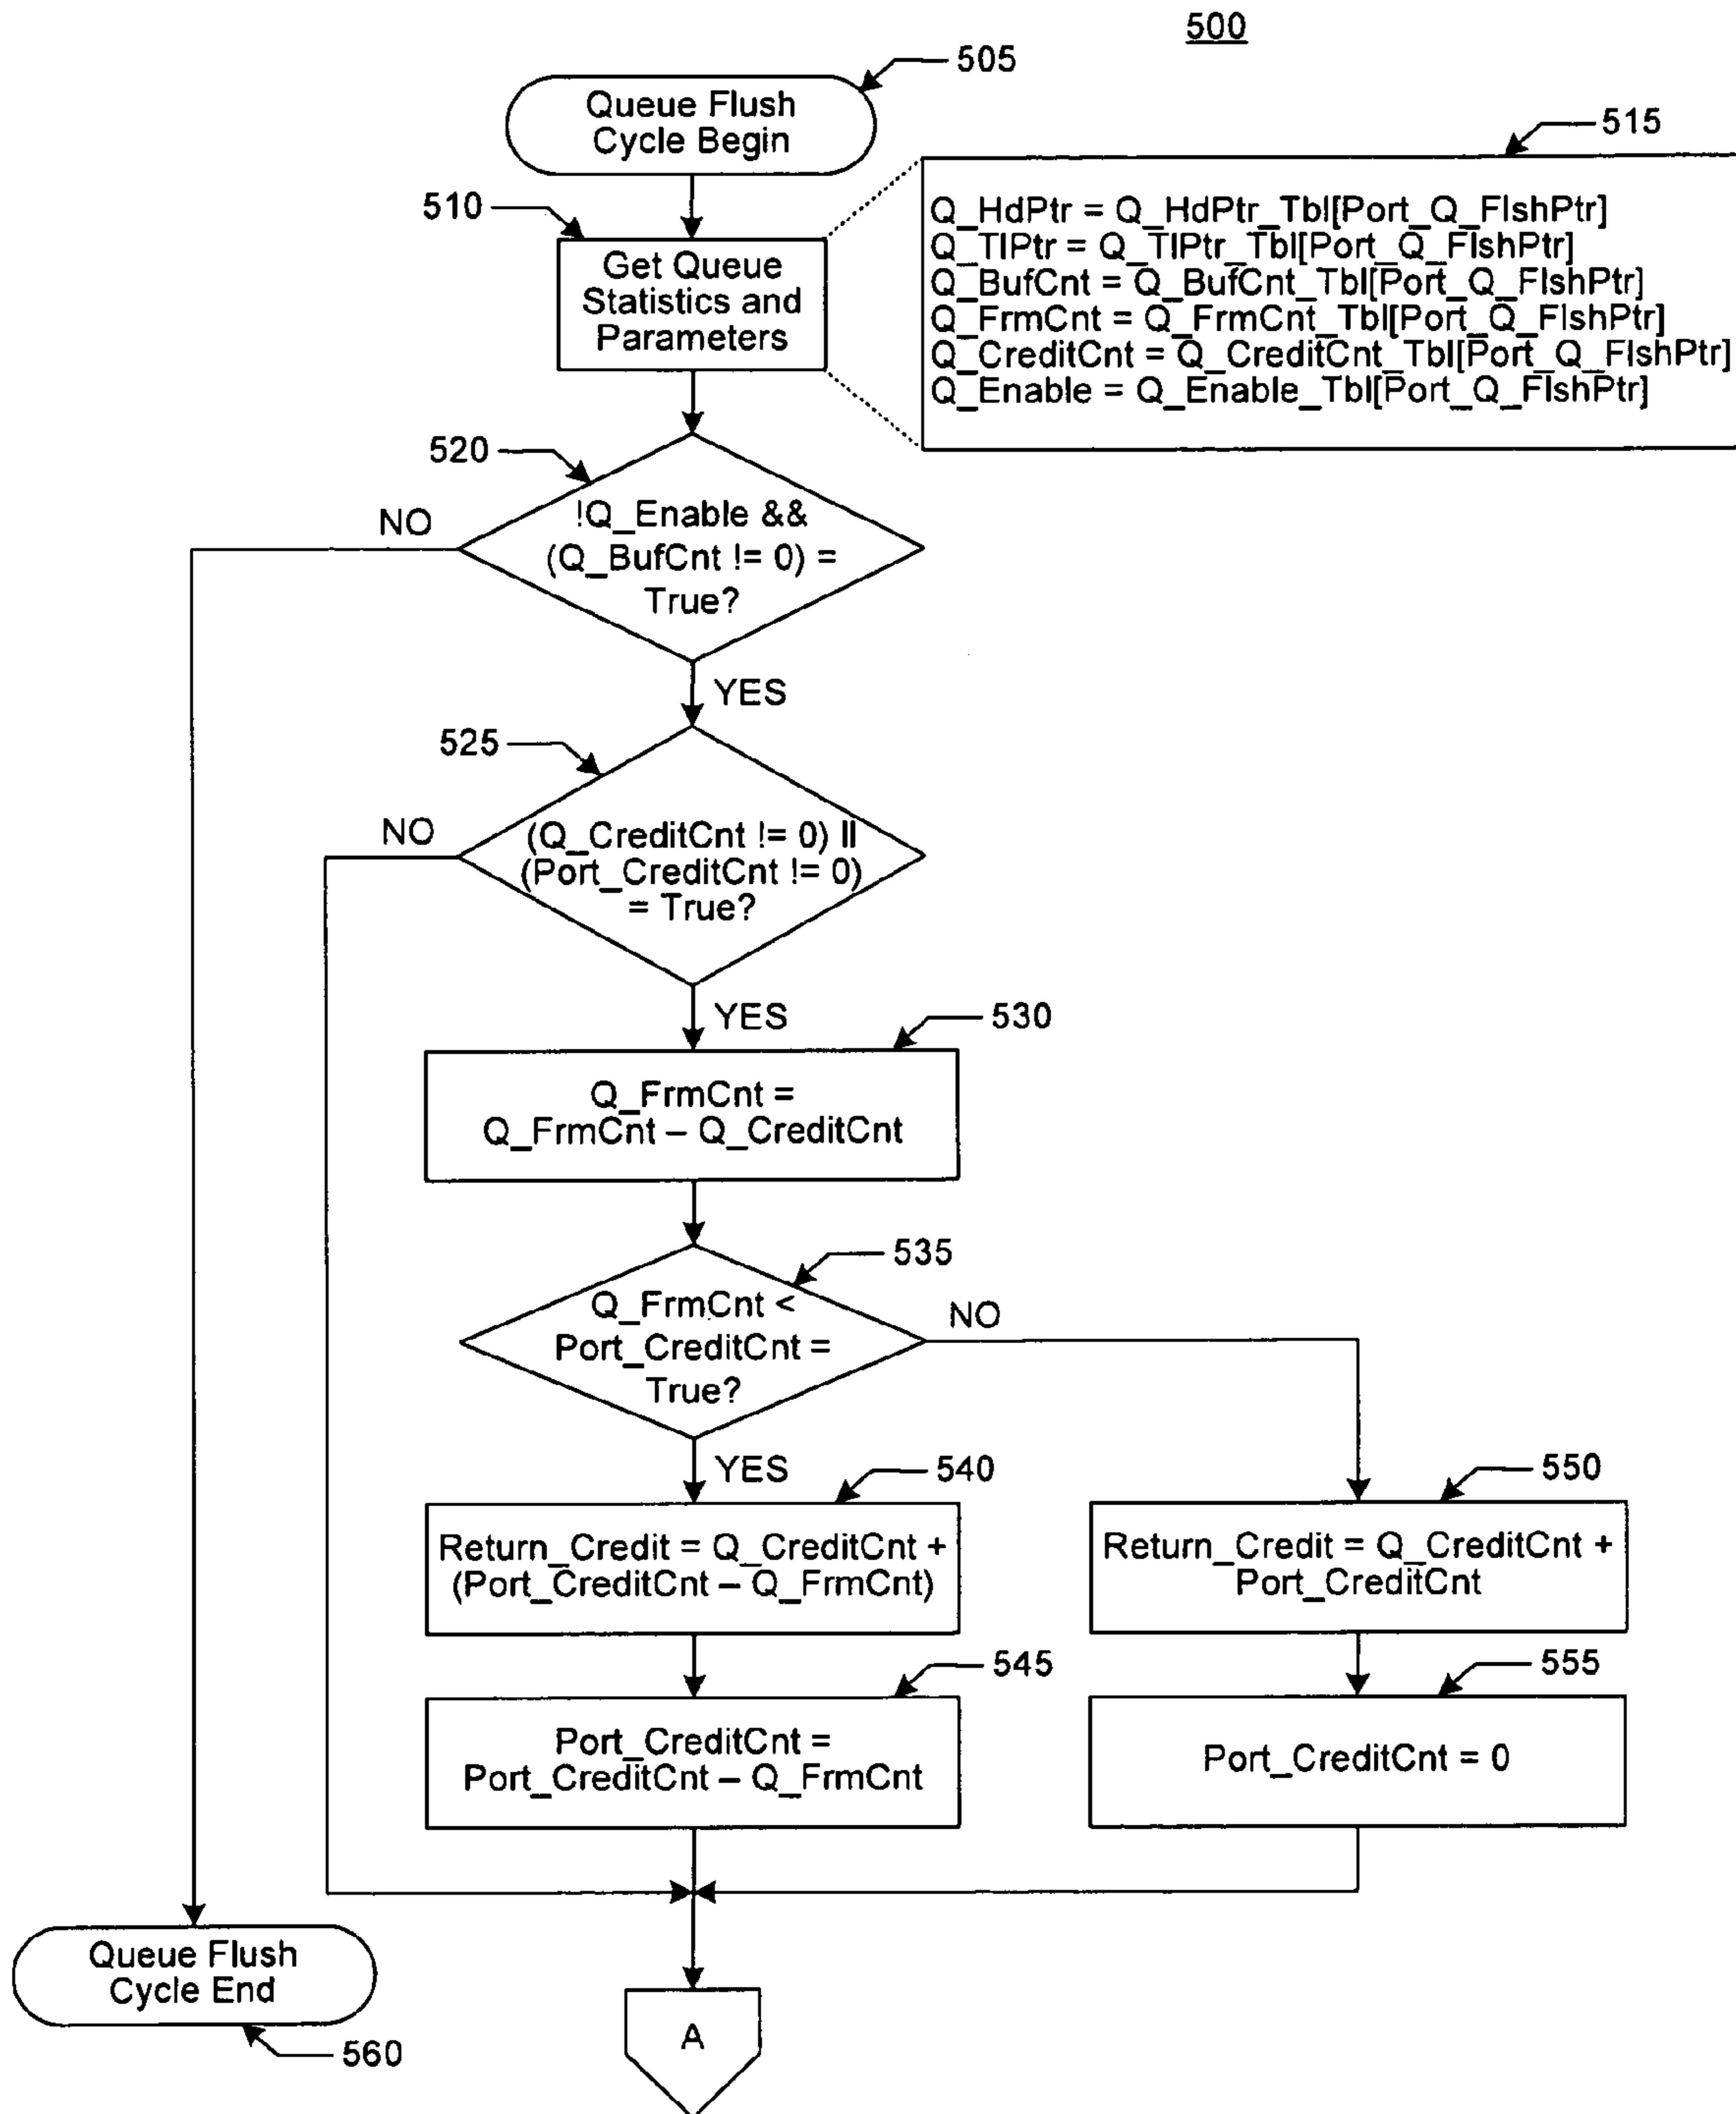 500
505
Queue Flush
Cycle Begin
515
510
Get Queue
Statistics and
Parameters
Q_HdPtr = Q_HdPtr_Tbl[Port_Q_FlshPtr]
Q_TlPtr = Q_TlPtr_Tbl[Port_Q_FlshPtr]
Q_BufCnt = Q_BufCnt_Tbl[Port_Q_FlshPtr]
Q_FrmCnt = Q_FrmCnt_Tbl[Port_Q_FlshPtr]
Q_CreditCnt = Q_CreditCnt_Tbl[Port_Q_FlshPtr]
Q_Enable = Q_Enable_Tbl[Port_Q_FlshPtr]
520
NO
!Q_Enable &&
(Q_BufCnt != 0) =
True?
YES
525
NO
(Q_CreditCnt != 0) ||
(Port_CreditCnt != 0)
= True?
YES
530
Q_FrmCnt =
Q_FrmCnt – Q_CreditCnt
535
Q_FrmCnt <
Port_CreditCnt =
True?
NO
YES
540
Return_Credit = Q_CreditCnt +
(Port_CreditCnt – Q_FrmCnt)
550
Return_Credit = Q_CreditCnt +
Port_CreditCnt
545
Port_CreditCnt =
Port_CreditCnt – Q_FrmCnt
555
Port_CreditCnt = 0
Queue Flush
Cycle End
560
A